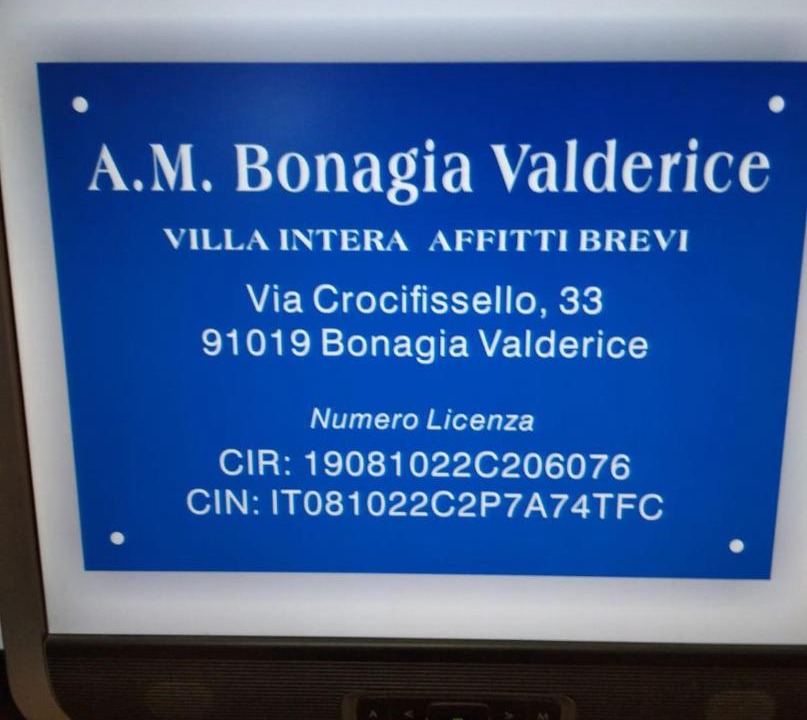 A.M. Bonagia Valderice
VILLA INTERA AFFITTI BREVI
Via Crocifissello, 33
91019 Bonagia Valderice
Numero Licenza
CIR: 19081022C206076
CIN: IT081022C2P7A74TFC